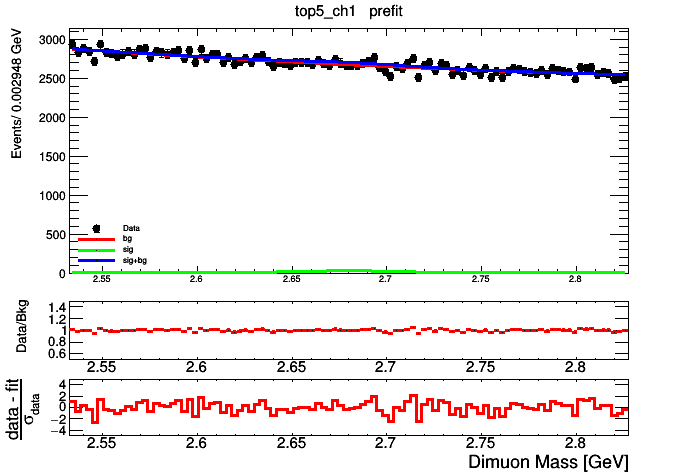 top5_ch1 prefit
Events/ 0.002948 GeV
3000
2500
2000
1500
1000
500
0
Data
bg
sig
sig+bg
2.55 2.6 2.65 2.7 2.75 2.8
Data/Bkg
1.4
1.2
1
0.8
0.6
2.55 2.6 2.65 2.7 2.75 2.8
data - fit
σdata
4
2
0
−2
−4
2.55 2.6 2.65 2.7 2.75 2.8
Dimuon Mass [GeV]